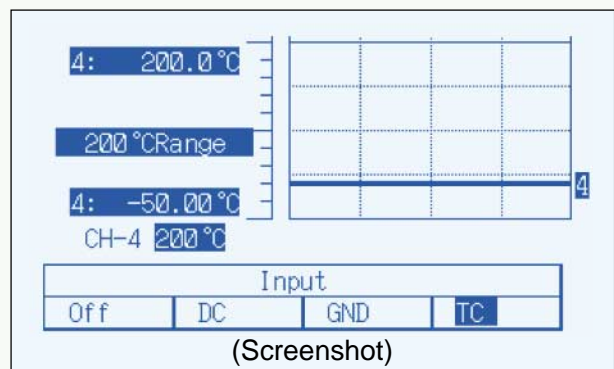 4: 200.0°C
200°CRange
4
4: -50.00°C
CH-4 200°C
Input
Off DC GND TC
(Screenshot)